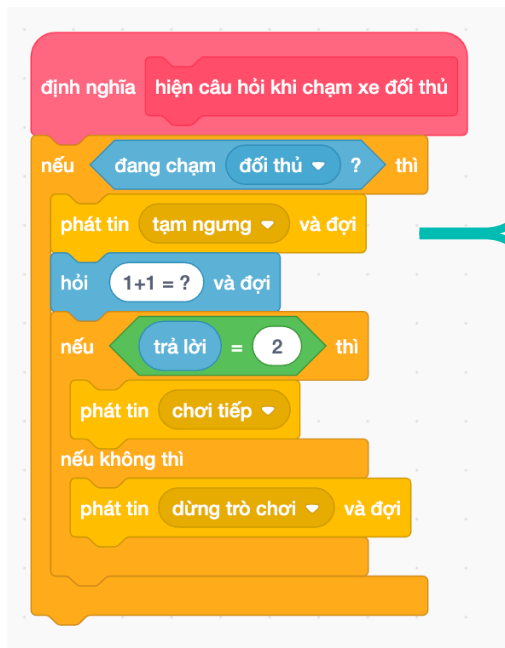 định nghĩa hiện câu hỏi khi chạm xe đối thủ
nếu đang chạm đối thủ ? thì
phát tin tạm ngưng và đợi
hỏi 1+1 = ? và đợi
nếu trả lời = 2 thì
phát tin chơi tiếp
nếu không thì
phát tin dừng trò chơi và đợi